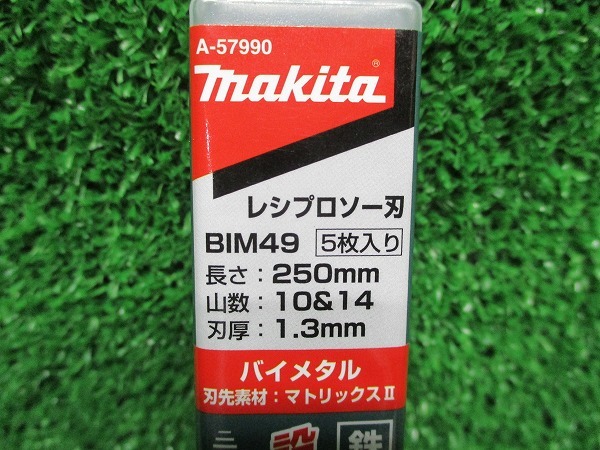 A-57990
makita®
レシプロソー刃
BIM49 5枚入り
長さ：250mm
山数：10&14
刃厚：1.3mm
バイメタル
刃先素材：マトリックスⅡ
鉄